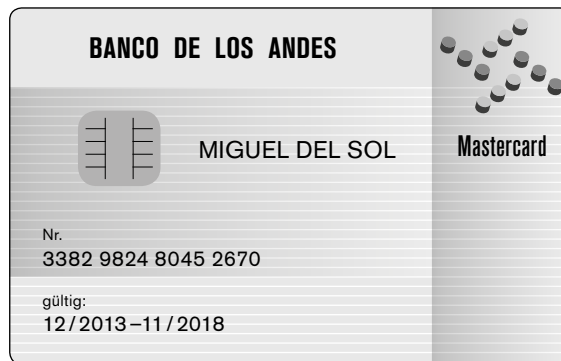 BANCO DE LOS ANDES
MIGUEL DEL SOL
Mastercard
Nr.
3382 9824 8045 2670
gültig:
12/2013–11/2018